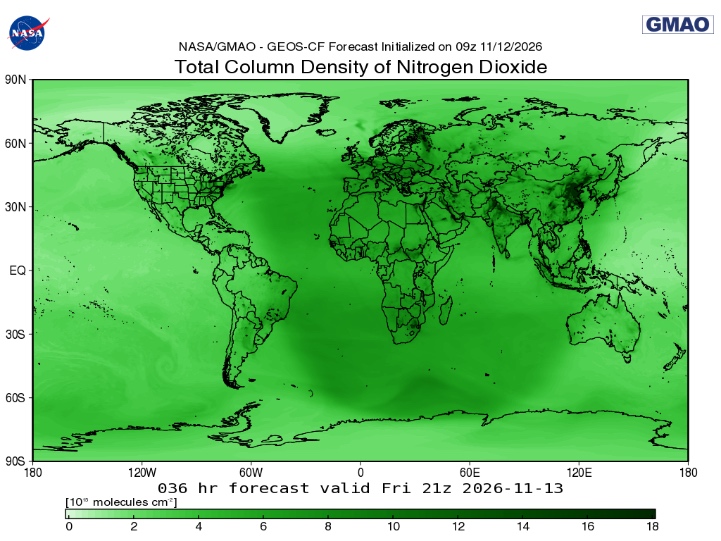 NASA
GMAO
NASA/GMAO - GEOS-CF Forecast Initialized on 09z 11/12/2026
Total Column Density of Nitrogen Dioxide
90N
60N
30N
EQ
30S
60S
90S
180 120W 60W 0 60E 120E 180
036 hr forecast valid Fri 21z 2026-11-13
[10¹⁵ molecules cm⁻²]
0 2 4 6 8 10 12 14 16 18